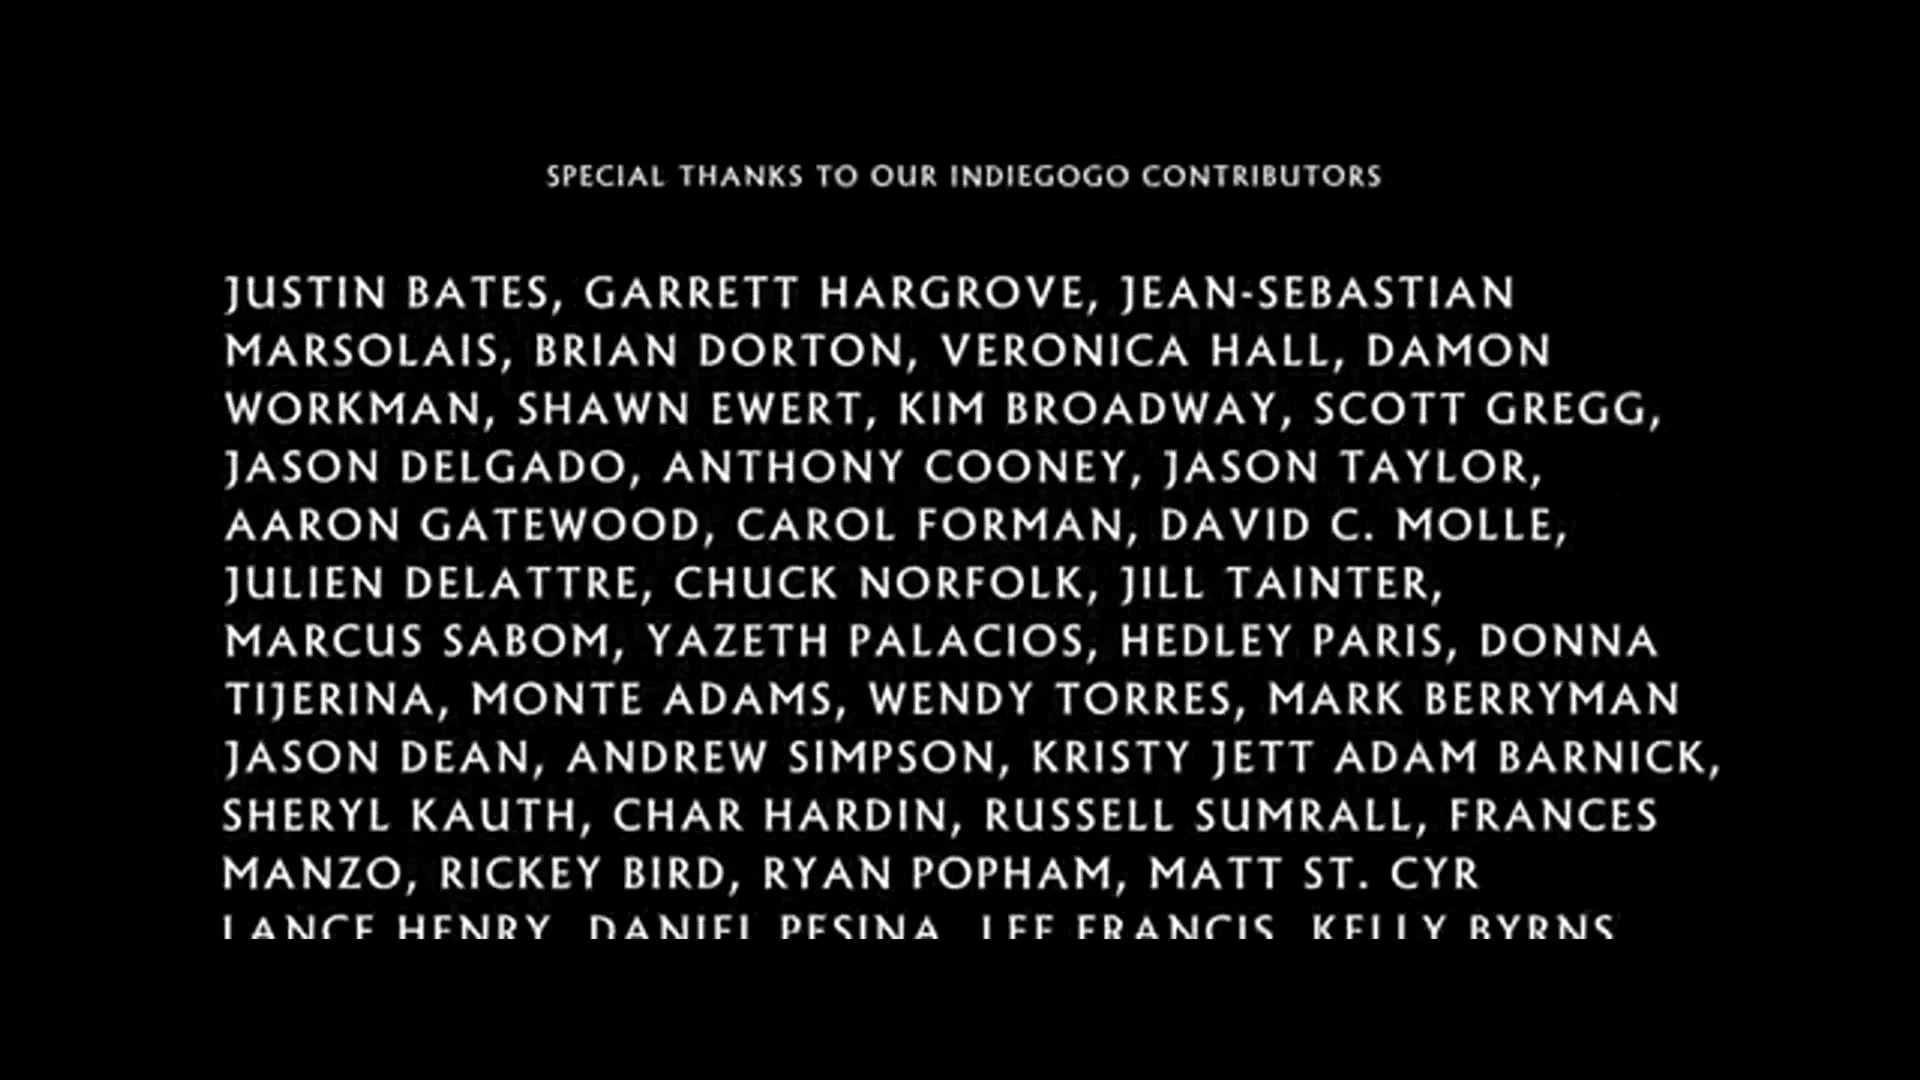 SPECIAL THANKS TO OUR INDIEGOGO CONTRIBUTORS
JUSTIN BATES, GARRETT HARGROVE, JEAN-SEBASTIAN
MARSOLAIS, BRIAN DORTON, VERONICA HALL, DAMON
WORKMAN, SHAWN EWERT, KIM BROADWAY, SCOTT GREGG,
JASON DELGADO, ANTHONY COONEY, JASON TAYLOR,
AARON GATEWOOD, CAROL FORMAN, DAVID C. MOLLE,
JULIEN DELATTRE, CHUCK NORFOLK, JILL TAINTER,
MARCUS SABOM, YAZETH PALACIOS, HEDLEY PARIS, DONNA
TIJERINA, MONTE ADAMS, WENDY TORRES, MARK BERRYMAN
JASON DEAN, ANDREW SIMPSON, KRISTY JETT ADAM BARNICK,
SHERYL KAUTH, CHAR HARDIN, RUSSELL SUMRALL, FRANCES
MANZO, RICKEY BIRD, RYAN POPHAM, MATT ST. CYR
LANCE HENRY, DANIEL PESINA, LEE FRANCIS, KELLY BYRNS